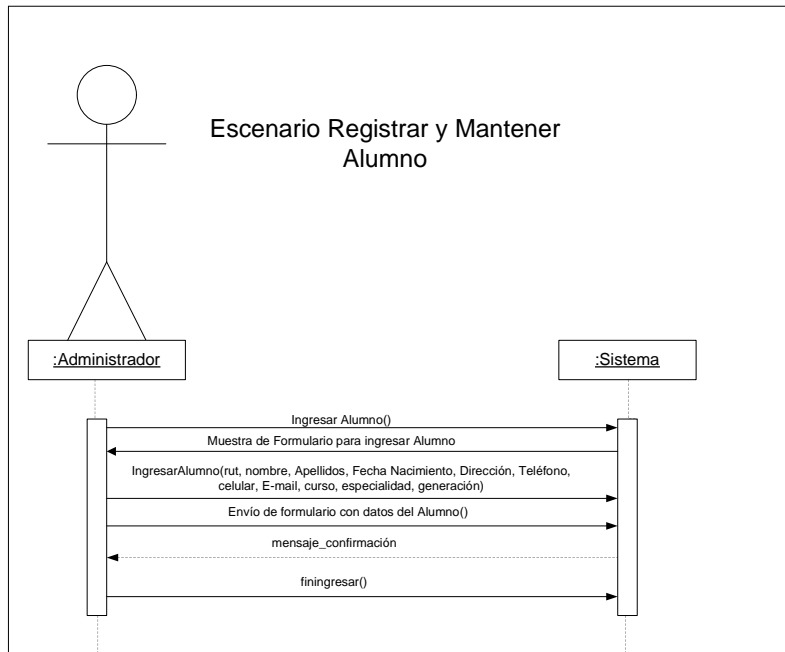 Escenario Registrar y Mantener
Alumno
:Administrador
:Sistema
Ingresar Alumno()
Muestra de Formulario para ingresar Alumno
IngresarAlumno(rut, nombre, Apellidos, Fecha Nacimiento, Dirección, Teléfono,
celular, E-mail, curso, especialidad, generación)
Envío de formulario con datos del Alumno()
mensaje_confirmación
finingresar()